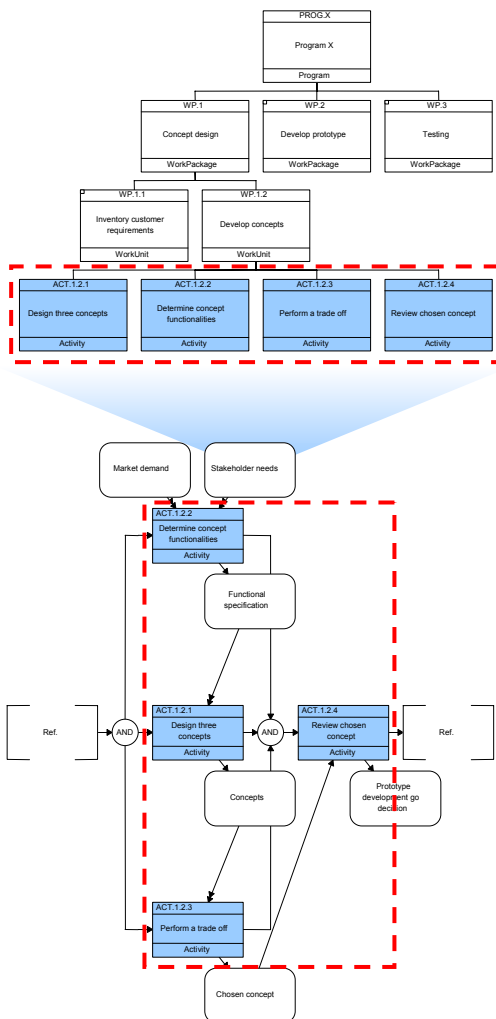 PROG.X
Program X
Program
WP.1
Concept design
WorkPackage
WP.2
Develop prototype
WorkPackage
WP.3
Testing
WorkPackage
WP.1.1
Inventory customer
requirements
WorkUnit
WP.1.2
Develop concepts
WorkUnit
ACT.1.2.1
Design three concepts
Activity
ACT.1.2.2
Determine concept
functionalities
Activity
ACT.1.2.3
Perform a trade off
Activity
ACT.1.2.4
Review chosen concept
Activity
Market demand
Stakeholder needs
ACT.1.2.2
Determine concept
functionalities
Activity
Functional
specification
Ref.
AND
ACT.1.2.1
Design three
concepts
Activity
AND
ACT.1.2.4
Review chosen
concept
Activity
Ref.
Concepts
Prototype
development go
decision
ACT.1.2.3
Perform a trade off
Activity
Chosen concept